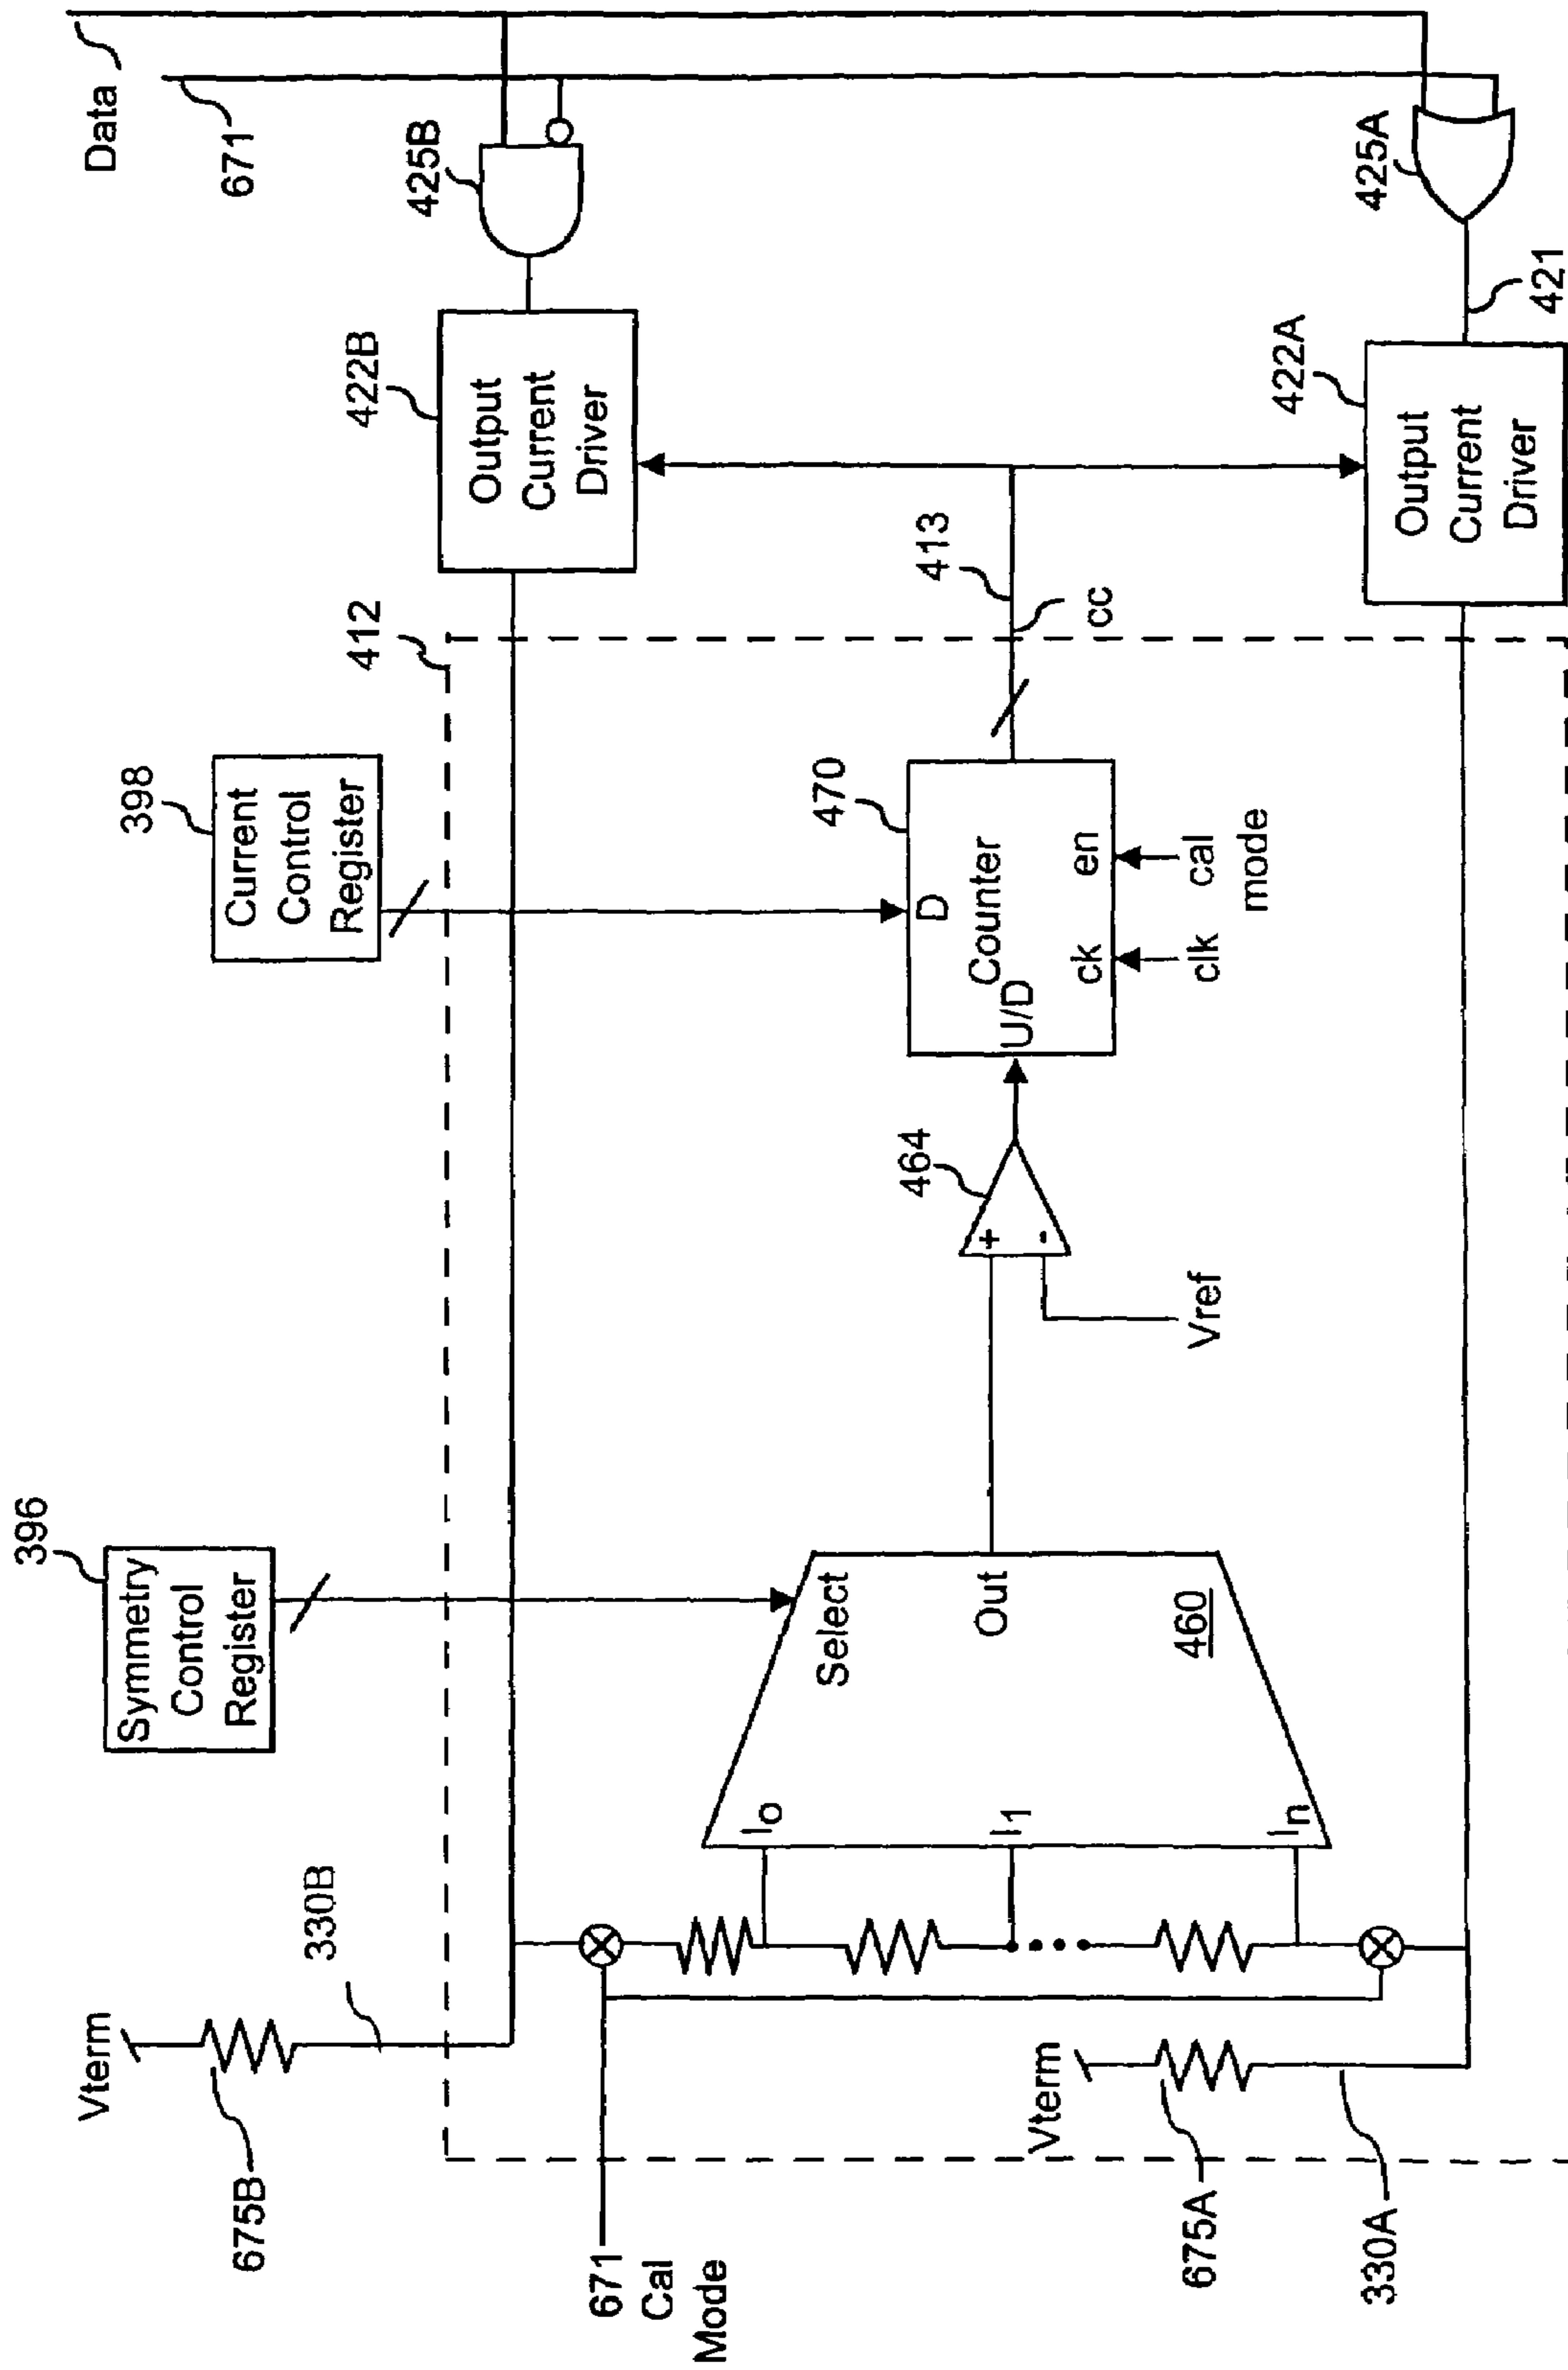 Data
671
425B
425A
421
422B
Output
Current
Driver
422A
Output
Current
Driver
413
cc
412
398
Current
Control
Register
470
D
Counter
U/D
ck
en
clk
cal
mode
464
+
-
Vref
396
Symmetry
Control
Register
Select
Out
460
I0
I1
In
330B
Vterm
675B
671
Cal
Mode
Vterm
675A
330A